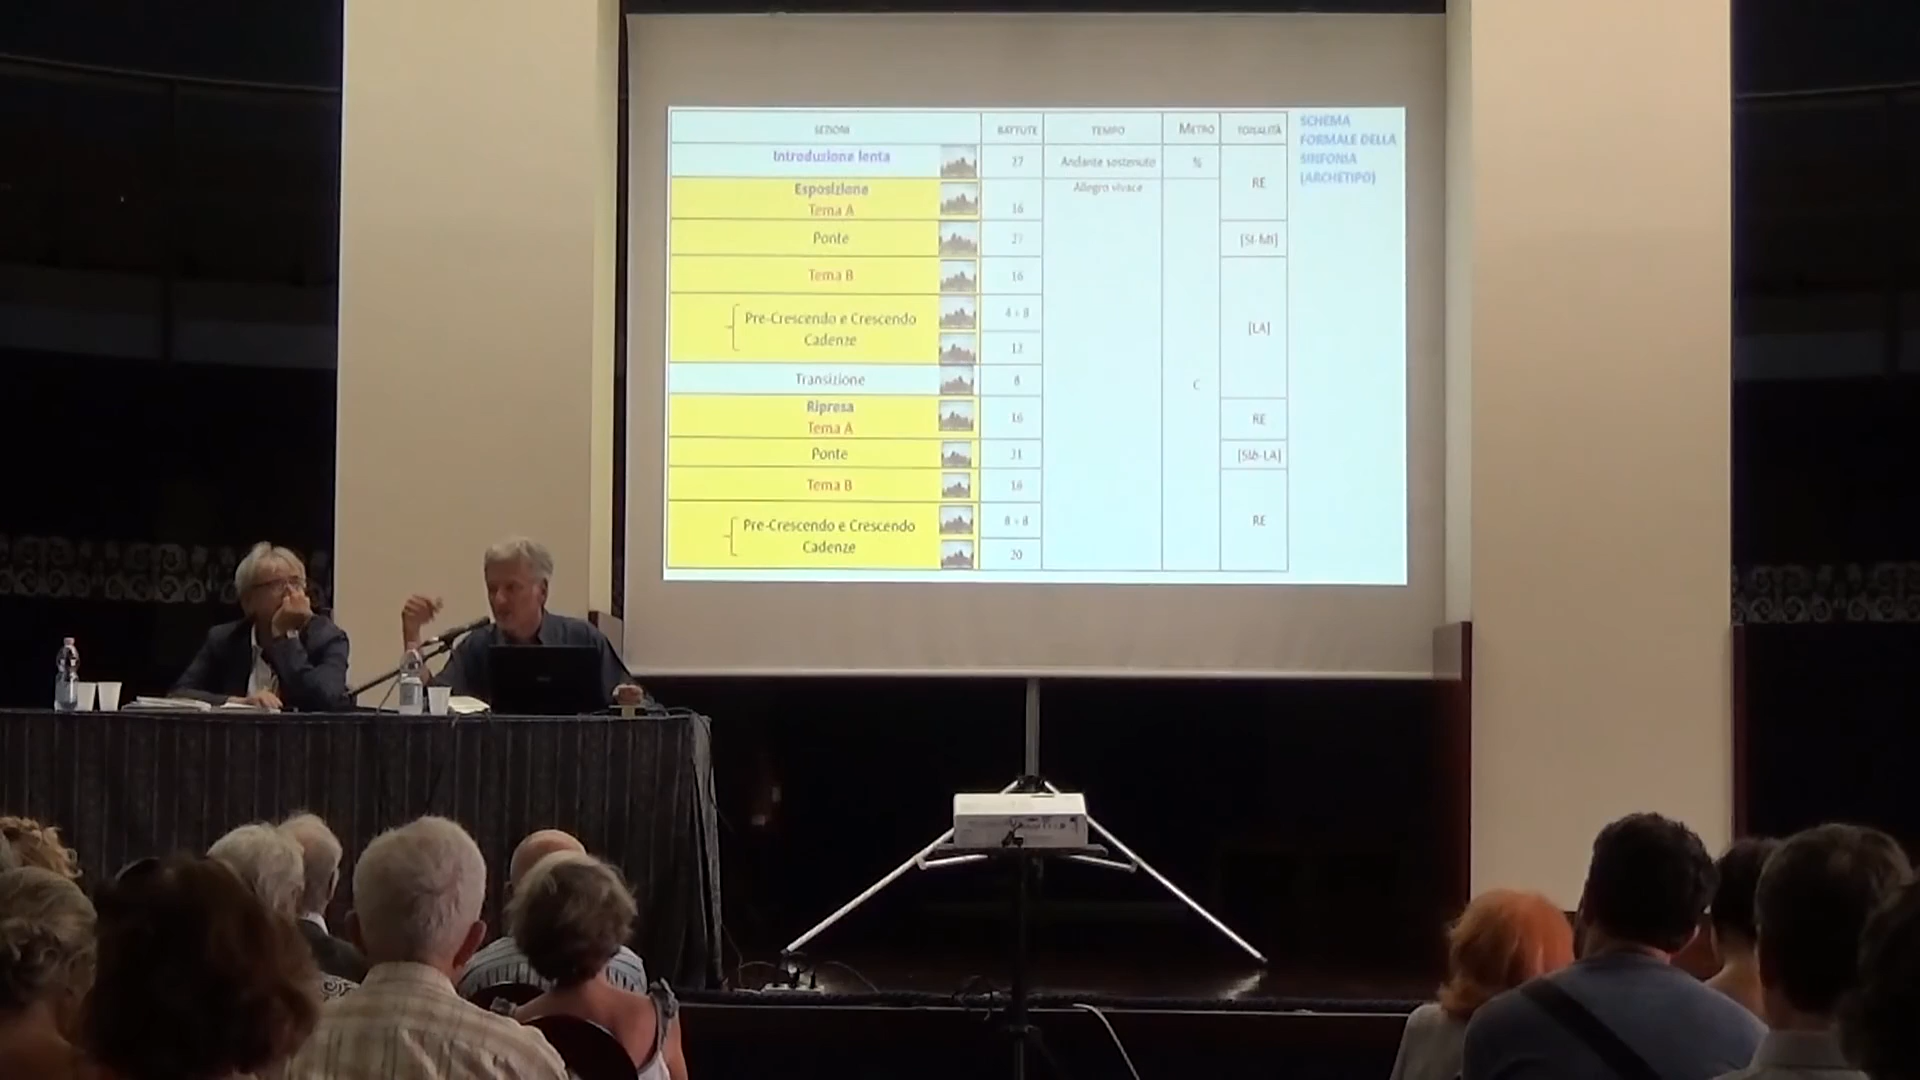 SEZIONI BATTUTE TEMPO METRO TONALITÀ
SCHEMA
FORMALE DELLA
SINFONIA
(ARCHETIPO)
Introduzione lenta 27 Andante sostenuto
RE
Esposizione Allegro vivace
Tema A 16
Ponte 27
Tema B 16
[LA]
Pre-Crescendo e Crescendo 4 + 8
Cadenze 12
Transizione 8
C
Ripresa
Tema A 16 RE
Ponte 31 [SIb-LA]
Tema B 16
RE
Pre-Crescendo e Crescendo 8 + 8
Cadenze 20